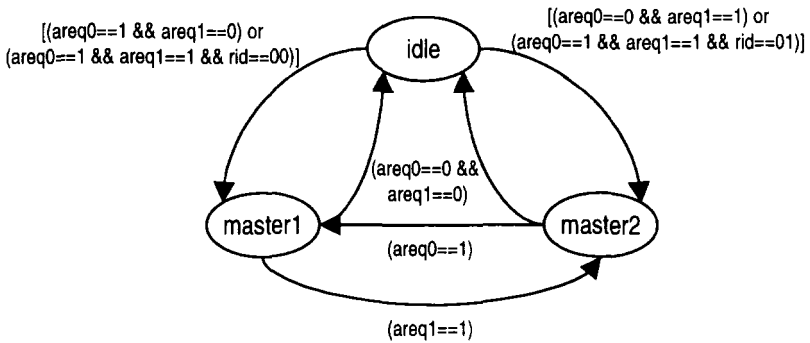 [(areq0==1 && areq1==0) or
(areq0==1 && areq1==1 && rid==00)]
idle
[(areq0==0 && areq1==1) or
(areq0==1 && areq1==1 && rid==01)]
(areq0==0 &&
areq1==0)
master1
master2
(areq0==1)
(areq1==1)